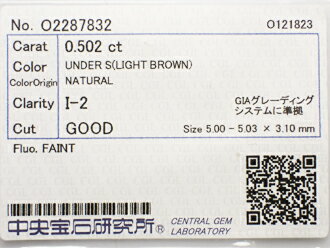 No. O2287832 O121823
Carat 0.502 ct
Color UNDER S(LIGHT BROWN)
ColorOrigin NATURAL
Clarity I-2 GIAグレーディング
システムに準拠
Cut GOOD Size 5.00 - 5.03 × 3.10 mm
Fluo. FAINT
中央宝石研究所® CENTRAL GEM
LABORATORY